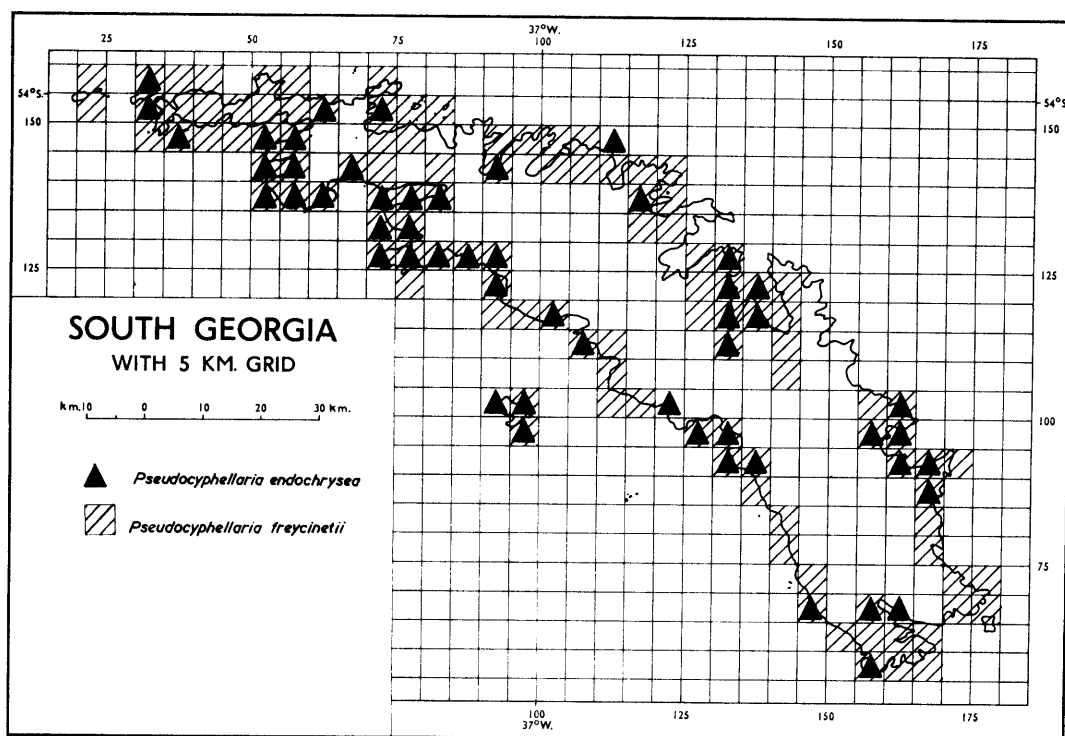 37°W.
25 50 75 100 125 150 175
54°S. 54°S.
150 150
125 125
SOUTH GEORGIA
WITH 5 KM. GRID
km.10 0 10 20 30 km.
100
Pseudocyphellaria endochrysea
Pseudocyphellaria freycinetii
75
100 125 150 175
37°W.